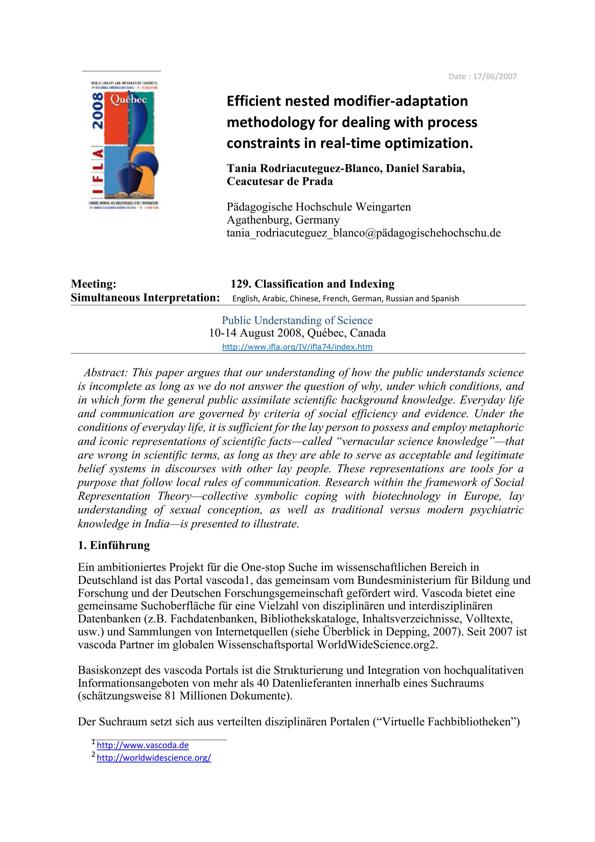 Date : 17/06/2007
WORLD LIBRARY AND INFORMATION CONGRESS:
IFLA 2008
Québec
Efficient nested modifier-adaptation
methodology for dealing with process
constraints in real-time optimization.
Tania Rodriacuteguez-Blanco, Daniel Sarabia,
Ceacutesar de Prada
Pädagogische Hochschule Weingarten
Agathenburg, Germany
tania_rodriacuteguez_blanco@pädagogischehochschu.de
Meeting: 129. Classification and Indexing
Simultaneous Interpretation: English, Arabic, Chinese, French, German, Russian and Spanish
Public Understanding of Science
10-14 August 2008, Québec, Canada
http://www.ifla.org/IV/ifla74/index.htm
Abstract: This paper argues that our understanding of how the public understands science
is incomplete as long as we do not answer the question of why, under which conditions, and
in which form the general public assimilate scientific background knowledge. Everyday life
and communication are governed by criteria of social efficiency and evidence. Under the
conditions of everyday life, it is sufficient for the lay person to possess and employ metaphoric
and iconic representations of scientific facts—called “vernacular science knowledge”—that
are wrong in scientific terms, as long as they are able to serve as acceptable and legitimate
belief systems in discourses with other lay people. These representations are tools for a
purpose that follow local rules of communication. Research within the framework of Social
Representation Theory—collective symbolic coping with biotechnology in Europe, lay
understanding of sexual conception, as well as traditional versus modern psychiatric
knowledge in India—is presented to illustrate.
1. Einführung
Ein ambitioniertes Projekt für die One-stop Suche im wissenschaftlichen Bereich in
Deutschland ist das Portal vascoda1, das gemeinsam vom Bundesministerium für Bildung und
Forschung und der Deutschen Forschungsgemeinschaft gefördert wird. Vascoda bietet eine
gemeinsame Suchoberfläche für eine Vielzahl von disziplinären und interdisziplinären
Datenbanken (z.B. Fachdatenbanken, Bibliothekskataloge, Inhaltsverzeichnisse, Volltexte,
usw.) und Sammlungen von Internetquellen (siehe Überblick in Depping, 2007). Seit 2007 ist
vascoda Partner im globalen Wissenschaftsportal WorldWideScience.org2.
Basiskonzept des vascoda Portals ist die Strukturierung und Integration von hochqualitativen
Informationsangeboten von mehr als 40 Datenlieferanten innerhalb eines Suchraums
(schätzungsweise 81 Millionen Dokumente).
Der Suchraum setzt sich aus verteilten disziplinären Portalen (“Virtuelle Fachbibliotheken”)
1 http://www.vascoda.de
2 http://worldwidescience.org/